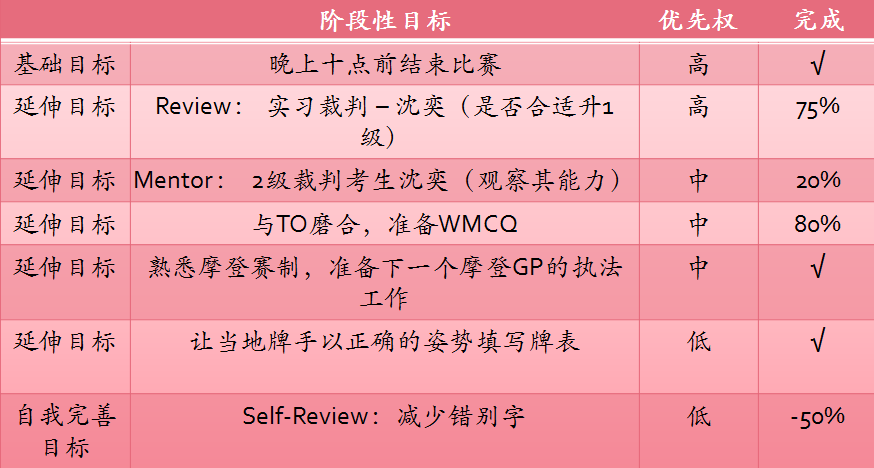 阶段性目标 优先权 完成
基础目标 晚上十点前结束比赛 高 √
延伸目标 Review： 实习裁判 – 沈奕（是否合适升1 高 75%
级）
延伸目标 Mentor： 2级裁判考生沈奕（观察其能力） 中 20%
延伸目标 与TO磨合，准备WMCQ 中 80%
延伸目标 熟悉摩登赛制，准备下一个摩登GP的执法 中 √
工作
延伸目标 让当地牌手以正确的姿势填写牌表 低 √
自我完善 Self-Review：减少错别字 低 -50%
目标